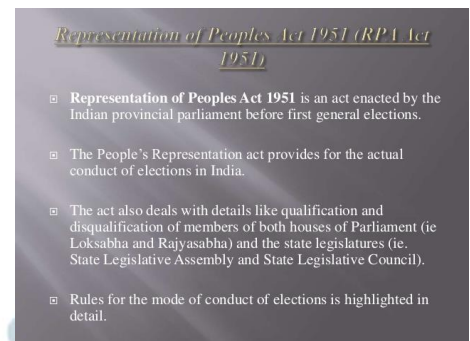 Representation of Peoples Act 1951 (RPA Act
1951)
Representation of Peoples Act 1951 is an act enacted by the
Indian provincial parliament before first general elections.
The People's Representation act provides for the actual
conduct of elections in India.
The act also deals with details like qualification and
disqualification of members of both houses of Parliament (ie
Loksabha and Rajyasabha) and the state legislatures (ie.
State Legislative Assembly and State Legislative Council).
Rules for the mode of conduct of elections is highlighted in
detail.